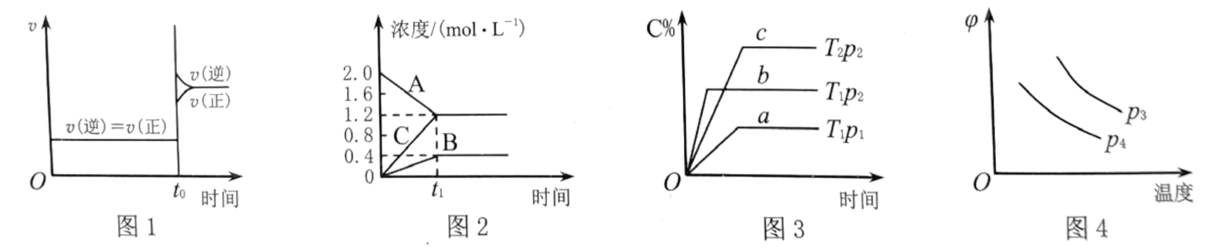 v
v(逆)
v(正)
v(逆)=v(正)
O
t₀
时间
图1
浓度/(mol·L⁻¹)
2.0
1.6
1.2
0.8
0.4
0
A
C
B
t₁
时间
图2
C%
c
T₂p₂
b
T₁p₂
a
T₁p₁
O
时间
图3
φ
p₃
p₄
O
温度
图4